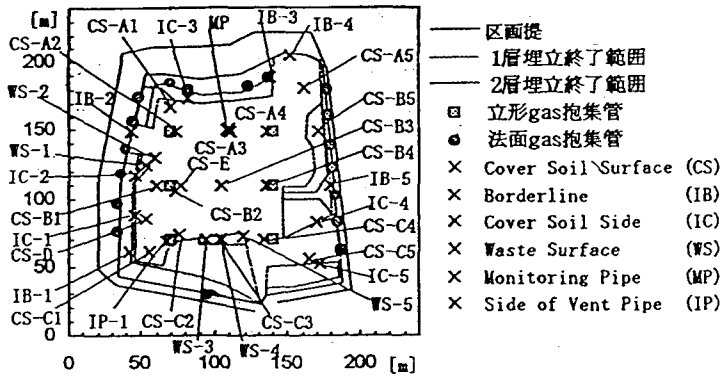 [m]
200
150
100
50
0
0 50 100 150 200 [m]
CS-A1
IC-3
MP
IB-3
IB-4
CS-A2
CS-A5
WS-2
CS-B5
IB-2
CS-A4
CS-B3
CS-A3
WS-1
CS-E
CS-B4
IC-2
IB-5
CS-B1
CS-B2
IC-4
IC-1
CS-C4
CS-D
CS-C5
IB-1
IC-5
CS-C1
IP-1
CS-C2
CS-C3
WS-5
WS-3
WS-4
区画提
1層埋立終了範囲
2層埋立終了範囲
立形gas抱集管
法面gas抱集管
Cover Soil\Surface (CS)
Borderline (IB)
Cover Soil Side (IC)
Waste Surface (WS)
Monitoring Pipe (MP)
Side of Vent Pipe (IP)